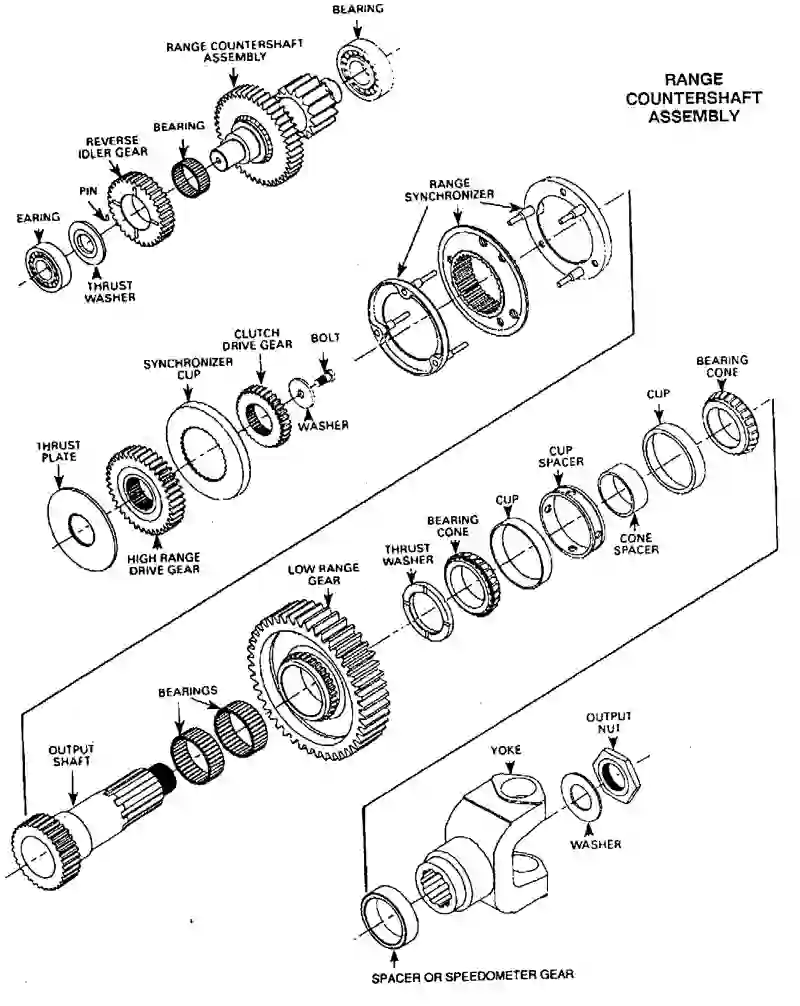 BEARING
RANGE COUNTERSHAFT
ASSEMBLY
RANGE
COUNTERSHAFT
ASSEMBLY
BEARING
REVERSE
IDLER GEAR
PIN
EARING
THRUST
WASHER
RANGE
SYNCHRONIZER
CLUTCH
DRIVE GEAR
BOLT
SYNCHRONIZER
CUP
WASHER
THRUST
PLATE
HIGH RANGE
DRIVE GEAR
BEARING
CONE
CUP
CUP
SPACER
CONE
SPACER
CUP
BEARING
CONE
THRUST
WASHER
LOW RANGE
GEAR
BEARINGS
OUTPUT
SHAFT
OUTPUT
NUT
YOKE
WASHER
SPACER OR SPEEDOMETER GEAR